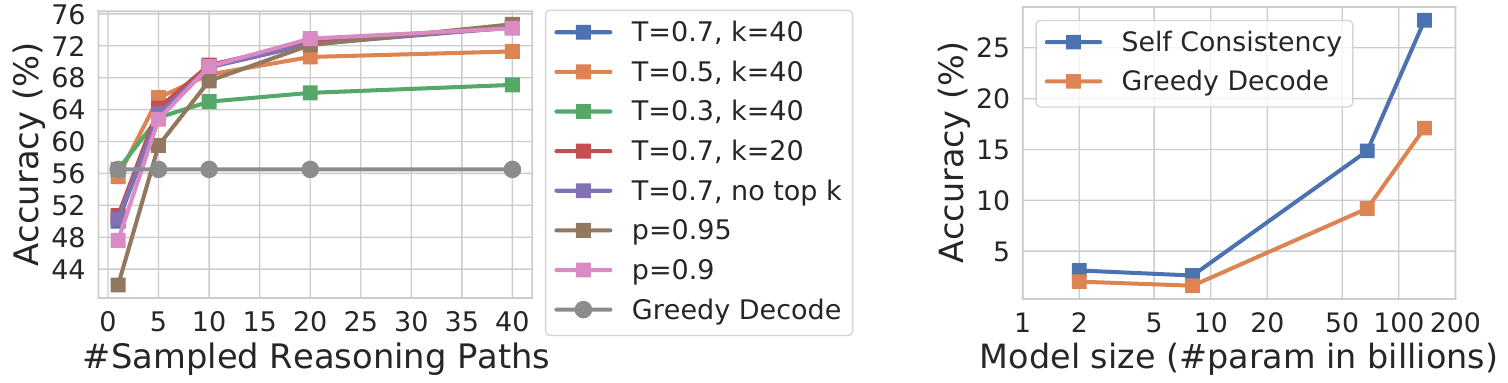 Accuracy (%)
76
72
68
64
60
56
52
48
44
0 5 10 15 20 25 30 35 40
#Sampled Reasoning Paths
T=0.7, k=40
T=0.5, k=40
T=0.3, k=40
T=0.7, k=20
T=0.7, no top k
p=0.95
p=0.9
Greedy Decode
Accuracy (%)
25
20
15
10
5
Self Consistency
Greedy Decode
1 2 5 10 20 50 100 200
Model size (#param in billions)